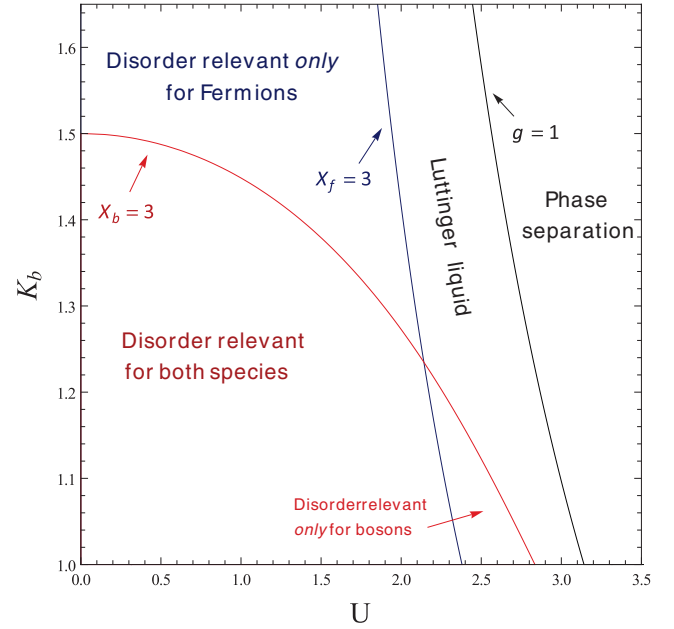 Disorder relevant only
for Fermions
g = 1
X_f = 3
X_b = 3
Luttinger liquid
Phase
separation
Disorder relevant
for both species
Disorderrelevant
only for bosons
K_b
1.6
1.5
1.4
1.3
1.2
1.1
1.0
0.0 0.5 1.0 1.5 2.0 2.5 3.0 3.5
U